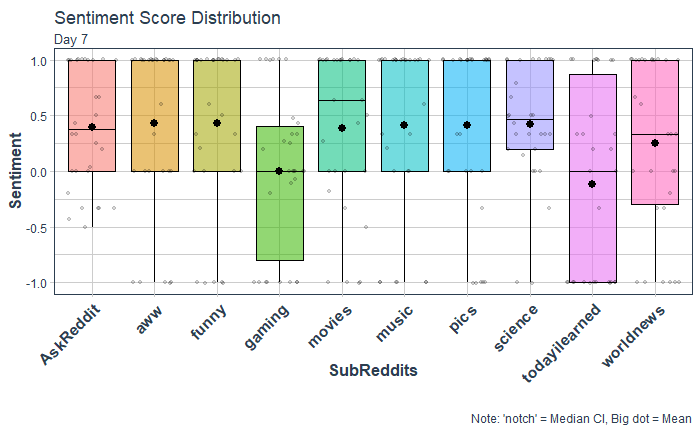 Sentiment Score Distribution
Day 7
1.0
0.5
0.0
-0.5
-1.0
Sentiment
AskReddit
aww
funny
gaming
movies
music
pics
science
todayilearned
worldnews
SubReddits
Note: 'notch' = Median CI, Big dot = Mean